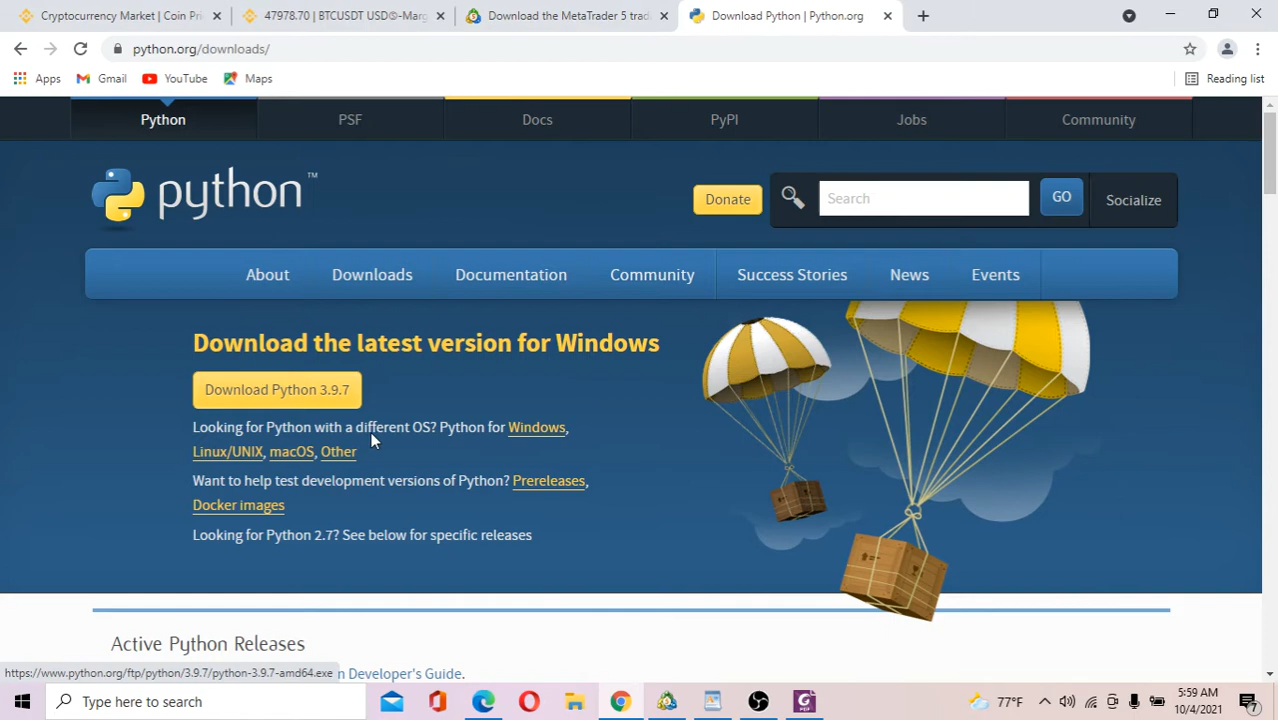 Cryptocurrency Market | Coin Pri
47978.70 | BTCUSDT USDⓈ-Marg
Download the MetaTrader 5 tradi
Download Python | Python.org
python.org/downloads/
Apps
Gmail
YouTube
Maps
Reading list
Python
PSF
Docs
PyPI
Jobs
Community
python™
Donate
Search
GO
Socialize
About
Downloads
Documentation
Community
Success Stories
News
Events
Download the latest version for Windows
Download Python 3.9.7
Looking for Python with a different OS? Python for Windows,
Linux/UNIX, macOS, Other
Want to help test development versions of Python? Prereleases,
Docker images
Looking for Python 2.7? See below for specific releases
Active Python Releases
https://www.python.org/ftp/python/3.9.7/python-3.9.7-amd64.exe
n Developer's Guide.
Type here to search
PDF
77°F
5:59 AM
10/4/2021
7